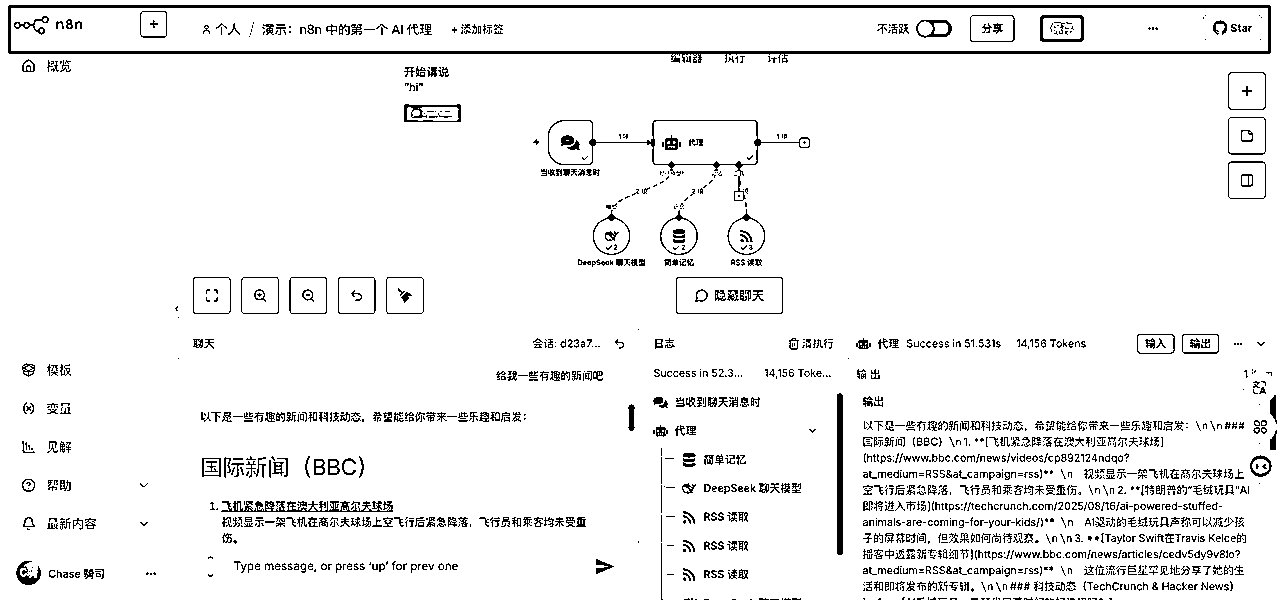 n8n
+
个人 / 演示：n8n 中的第一个 AI 代理 + 添加标签
不活跃
分享
保存
Star
概览
编辑器 执行 评估
开始请说
"hi"
当收到聊天消息时
代理
DeepSeek 聊天模型
简单记忆
RSS 读取
隐藏聊天
模板
变量
见解
帮助
最新内容
Chase 骑司
聊天
会话: d23a7...
给我一些有趣的新闻吧
以下是一些有趣的新闻和科技动态，希望能给你带来一些乐趣和启发：
国际新闻（BBC）
1. 飞机紧急降落在澳大利亚高尔夫球场
视频显示一架飞机在高尔夫球场上空飞行后紧急降落，飞行员和乘客均未受重
伤。
Type message, or press 'up' for prev one
日志
清执行
Success in 52.3... 14,156 Toke...
当收到聊天消息时
代理
简单记忆
DeepSeek 聊天模型
RSS 读取
RSS 读取
RSS 读取
代理 Success in 51.531s 14,156 Tokens
输入
输出
输出
输出
以下是一些有趣的新闻和科技动态，希望能给你带来一些乐趣和启发：\n\n###
国际新闻（BBC）\n1. **[飞机紧急降落在澳大利亚高尔夫球场]
(https://www.bbc.com/news/videos/cp892124ndqo?
at_medium=RSS&at_campaign=rss)** \n 视频显示一架飞机在高尔夫球场上
空飞行后紧急降落，飞行员和乘客均未受重伤。\n\n2. **[特朗普的"毛绒玩具"AI
即将进入市场](https://techcrunch.com/2025/08/16/ai-powered-stuffed-
animals-are-coming-for-your-kids/)** \n AI驱动的毛绒玩具声称可以减少孩
子的屏幕时间，但效果如何尚待观察。\n\n3. **[Taylor Swift在Travis Kelce的
播客中透露新专辑细节](https://www.bbc.com/news/articles/cedv5dy9v8lo?
at_medium=RSS&at_campaign=rss)** \n 这位流行巨星罕见地分享了她的生
活和即将发布的新专辑。\n\n### 科技动态（TechCrunch & Hacker News）